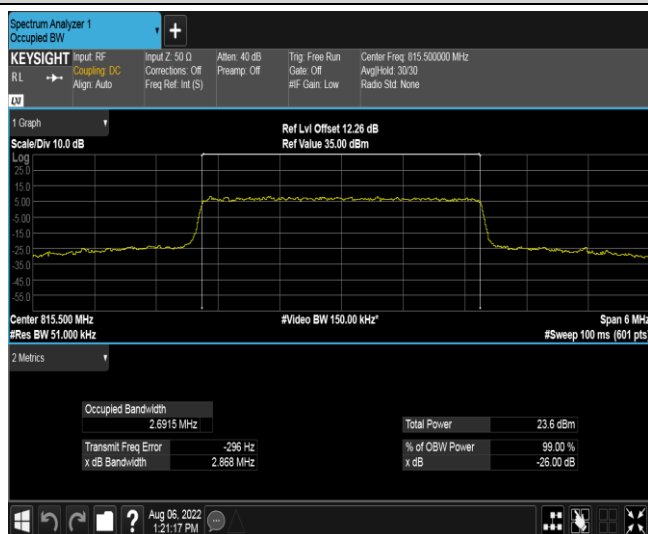 Spectrum Analyzer 1
Occupied BW
KEYSIGHT Input: RF Input Z: 50 Ω Atten: 40 dB Trig: Free Run Center Freq: 815.500000 MHz
RL Coupling: DC Corrections: Off Preamp: Off Gate: Off Avg|Hold: 30/30
Align: Auto Freq Ref: Int (S) #IF Gain: Low Radio Std: None
LXI
1 Graph
Ref Lvl Offset 12.26 dB
Scale/Div 10.0 dB Ref Value 35.00 dBm
Log
25.0
15.0
5.00
-5.00
-15.0
-25.0
-35.0
-45.0
-55.0
Center 815.500 MHz #Video BW 150.00 kHz* Span 6 MHz
#Res BW 51.000 kHz #Sweep 100 ms (601 pts)
2 Metrics
Occupied Bandwidth
2.6915 MHz Total Power 23.6 dBm
Transmit Freq Error -296 Hz % of OBW Power 99.00 %
x dB Bandwidth 2.868 MHz x dB -26.00 dB
Aug 06, 2022
1:21:17 PM